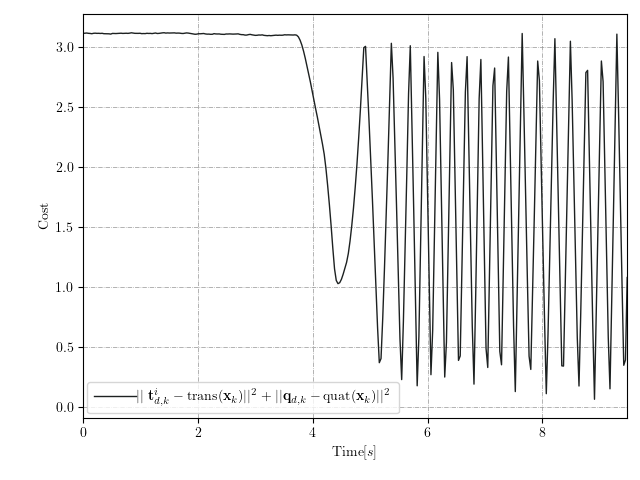 3.0
2.5
2.0
1.5
1.0
0.5
0.0
Cost
|| t^i_{d,k} − trans(x_k)||² + ||q_{d,k} − quat(x_k)||²
0 2 4 6 8
Time[s]